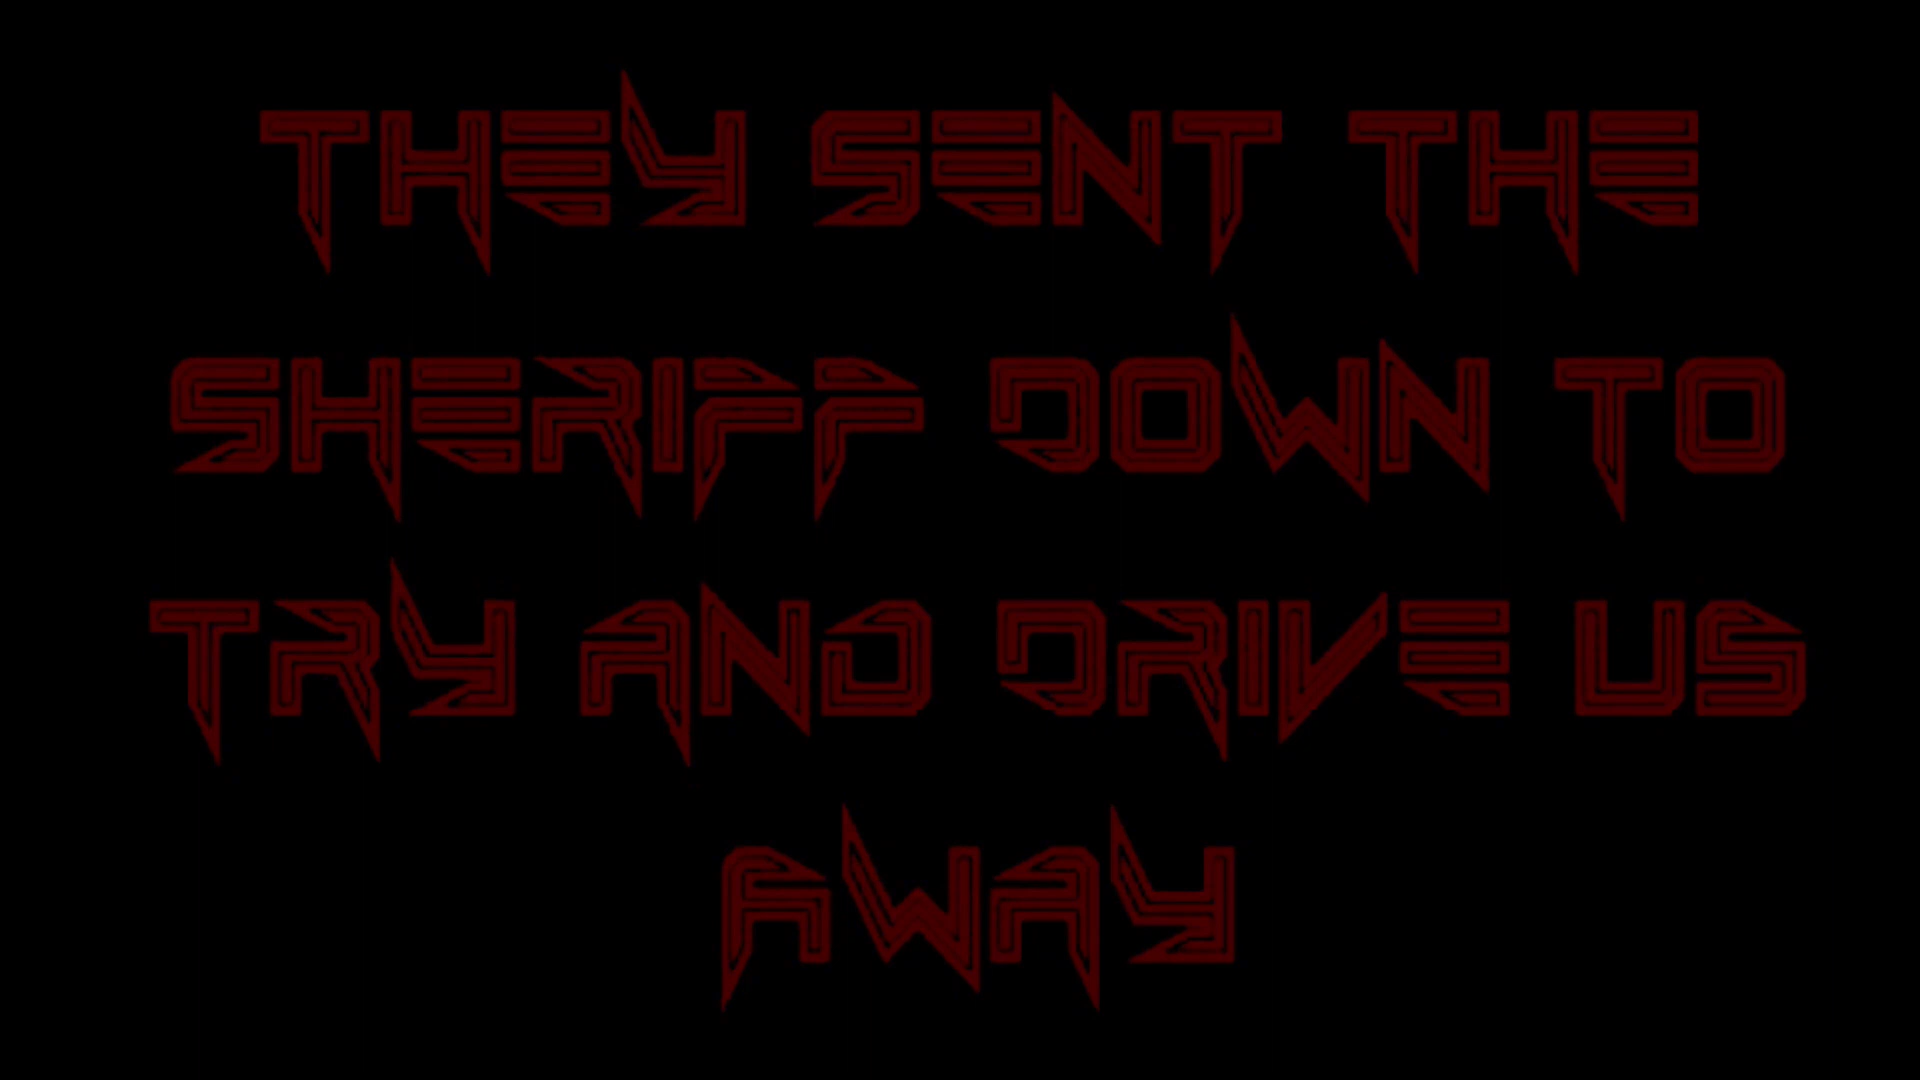 THEY SENT THE
SHERIFF DOWN TO
TRY AND DRIVE US
AWAY